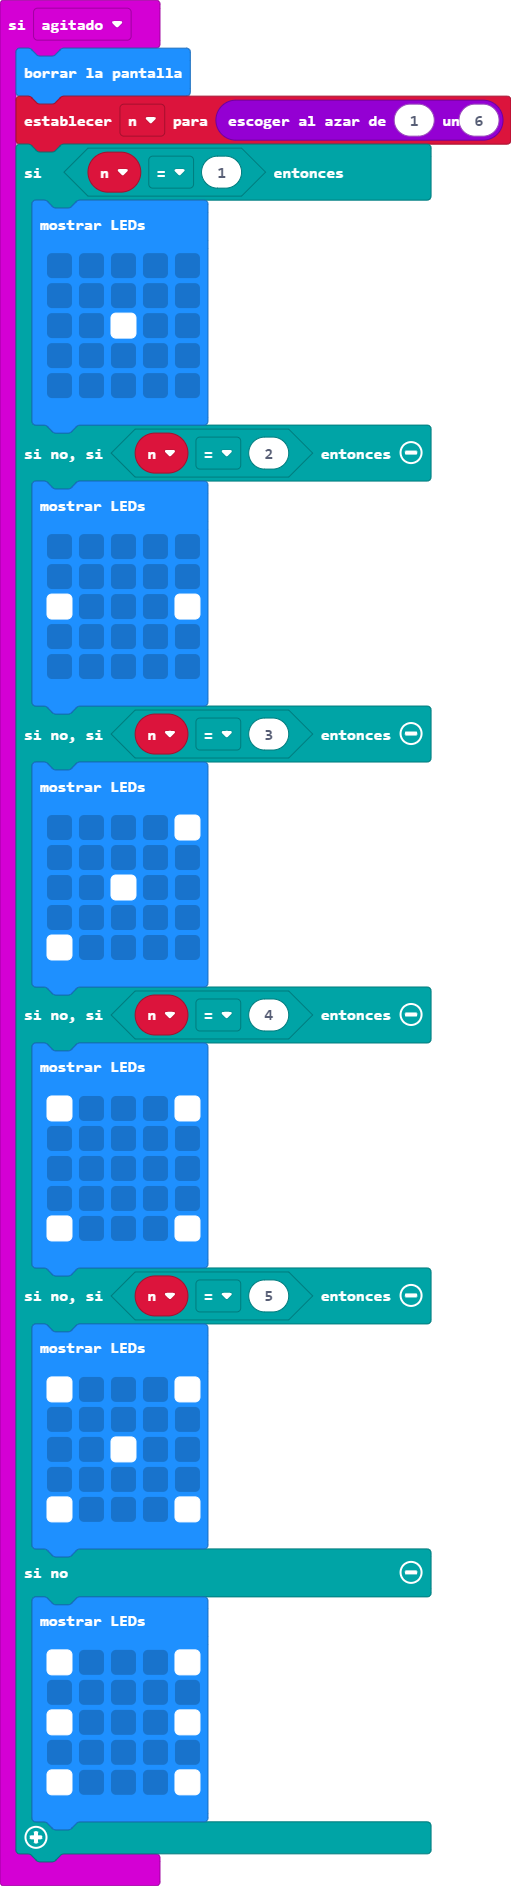 si agitado
borrar la pantalla
establecer n para escoger al azar de 1 un 6
si n = 1 entonces
mostrar LEDs
si no, si n = 2 entonces
mostrar LEDs
si no, si n = 3 entonces
mostrar LEDs
si no, si n = 4 entonces
mostrar LEDs
si no, si n = 5 entonces
mostrar LEDs
si no
mostrar LEDs